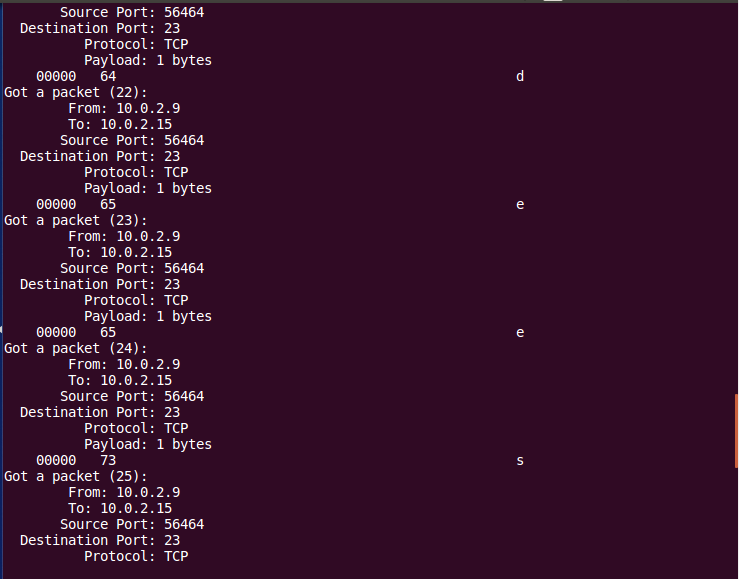 Source Port: 56464
Destination Port: 23
Protocol: TCP
Payload: 1 bytes
00000 64 d
Got a packet (22):
From: 10.0.2.9
To: 10.0.2.15
Source Port: 56464
Destination Port: 23
Protocol: TCP
Payload: 1 bytes
00000 65 e
Got a packet (23):
From: 10.0.2.9
To: 10.0.2.15
Source Port: 56464
Destination Port: 23
Protocol: TCP
Payload: 1 bytes
00000 65 e
Got a packet (24):
From: 10.0.2.9
To: 10.0.2.15
Source Port: 56464
Destination Port: 23
Protocol: TCP
Payload: 1 bytes
00000 73 s
Got a packet (25):
From: 10.0.2.9
To: 10.0.2.15
Source Port: 56464
Destination Port: 23
Protocol: TCP